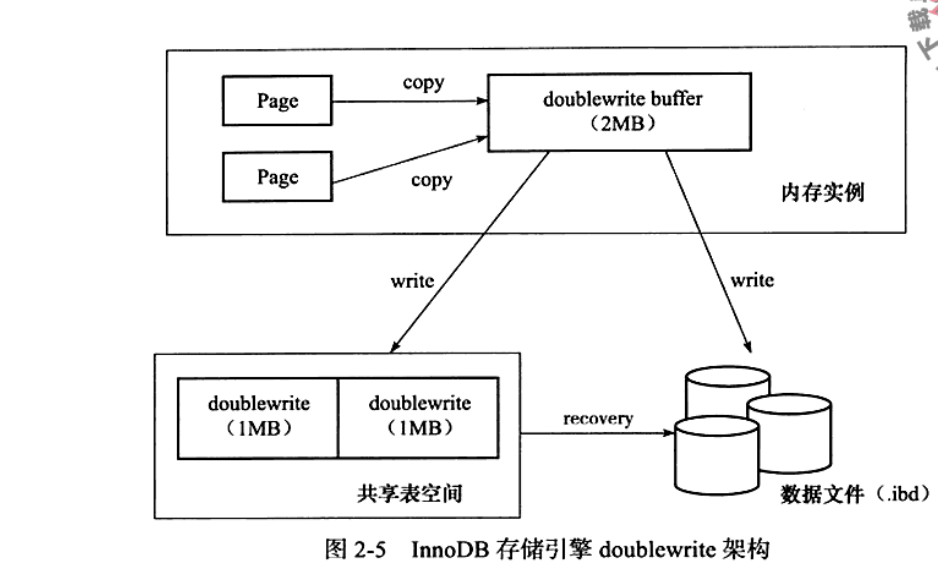 Page
copy
doublewrite buffer
（2MB）
Page
copy
内存实例
write
write
doublewrite
（1MB）
doublewrite
（1MB）
recovery
共享表空间
数据文件（.ibd）
图 2-5 InnoDB 存储引擎 doublewrite 架构